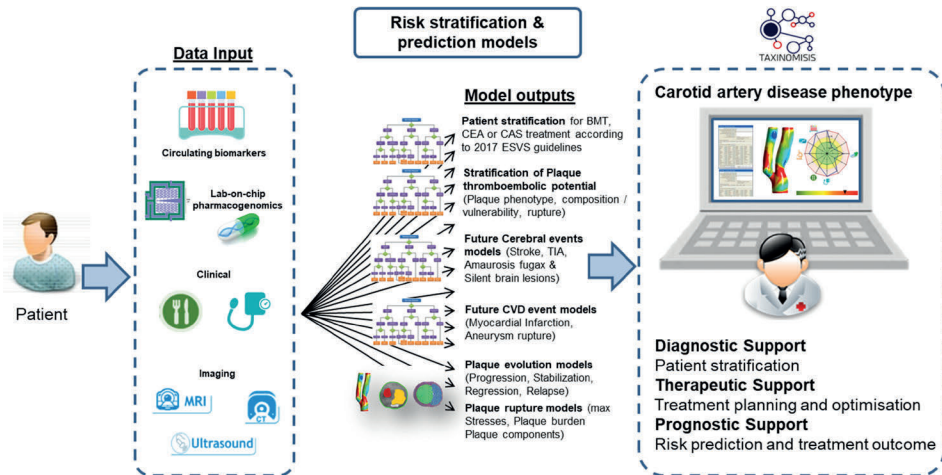 Risk stratification &
prediction models
TAXINOMISIS
Data Input
Circulating biomarkers
Lab-on-chip
pharmacogenomics
Clinical
Imaging
MRI
CT
Ultrasound
Patient
Model outputs
Patient stratification for BMT,
CEA or CAS treatment according
to 2017 ESVS guidelines
Stratification of Plaque
thromboembolic potential
(Plaque phenotype, composition /
vulnerability, rupture)
Future Cerebral events
models (Stroke, TIA,
Amaurosis fugax &
Silent brain lesions)
Future CVD event models
(Myocardial Infarction,
Aneurysm rupture)
Plaque evolution models
(Progression, Stabilization,
Regression, Relapse)
Plaque rupture models (max
Stresses, Plaque burden
Plaque components)
Carotid artery disease phenotype
Diagnostic Support
Patient stratification
Therapeutic Support
Treatment planning and optimisation
Prognostic Support
Risk prediction and treatment outcome